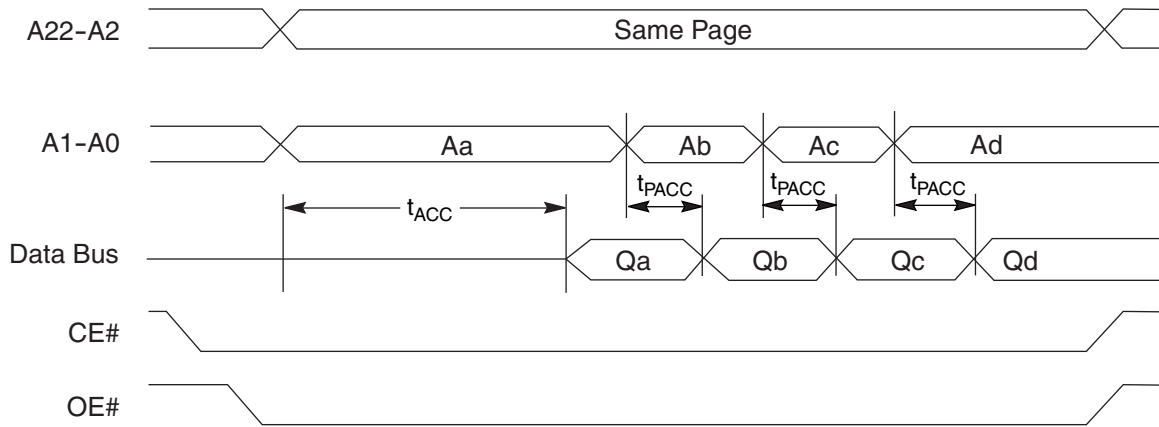 A22-A2 Same Page
A1-A0 Aa Ab Ac Ad
tACC tPACC tPACC tPACC
Data Bus Qa Qb Qc Qd
CE#
OE#